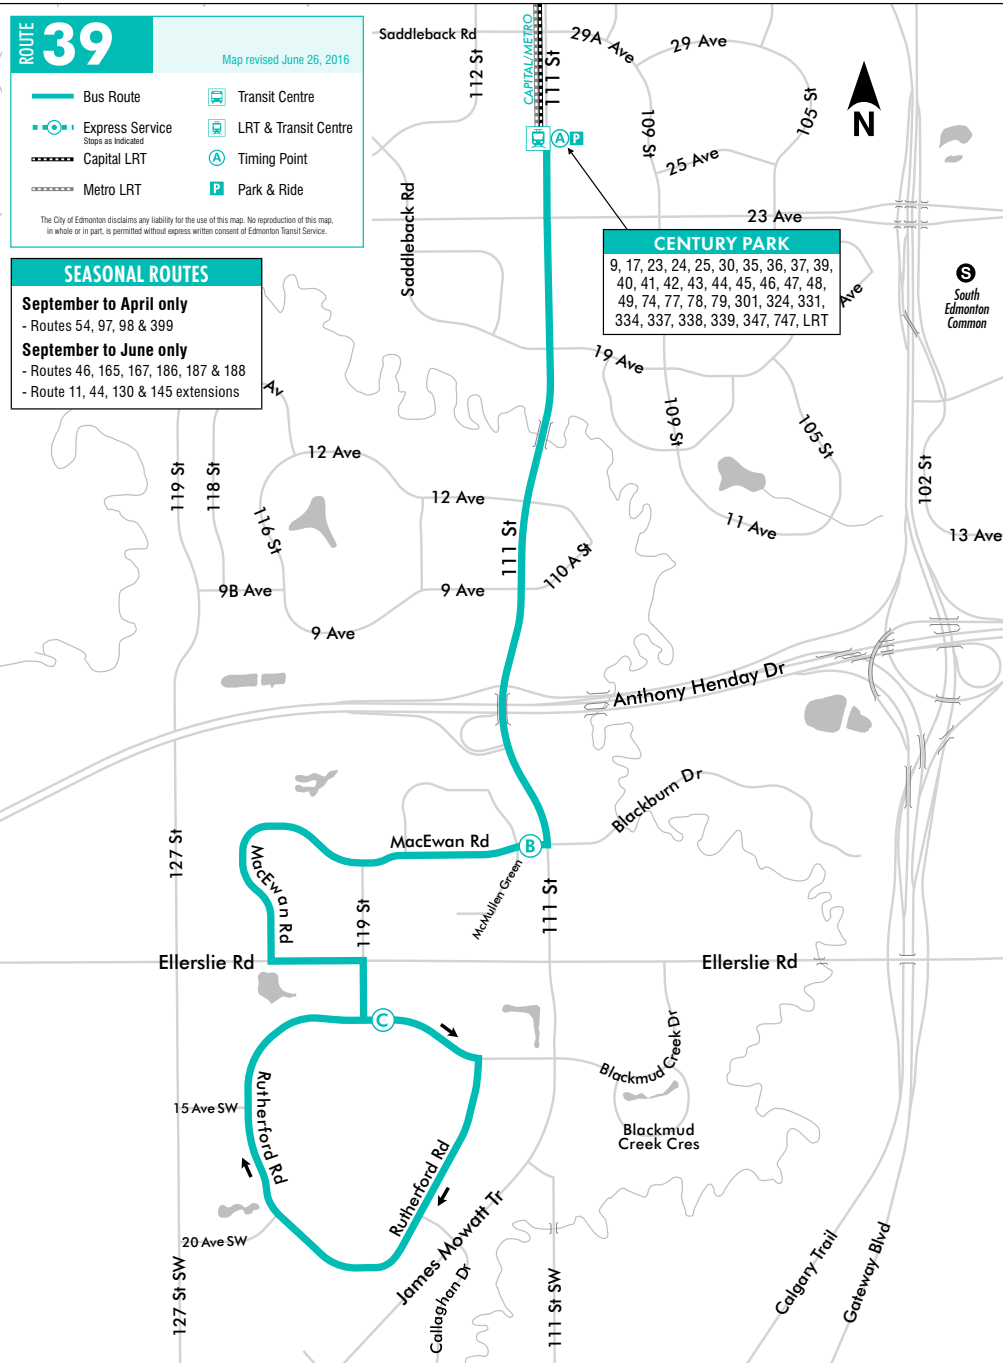 ROUTE 39
Map revised June 26, 2016
Bus Route
Express Service
Stops as Indicated
Capital LRT
Metro LRT
Transit Centre
LRT & Transit Centre
A Timing Point
P Park & Ride
The City of Edmonton disclaims any liability for the use of this map. No reproduction of this map,
in whole or in part, is permitted without express written consent of Edmonton Transit Service.
SEASONAL ROUTES
September to April only
- Routes 54, 97, 98 & 399
September to June only
- Routes 46, 165, 167, 186, 187 & 188
- Route 11, 44, 130 & 145 extensions
Saddleback Rd
112 St
CAPITAL/METRO
111 St
29A Ave
29 Ave
109 St
105 St
25 Ave
N
A P
Saddleback Rd
23 Ave
CENTURY PARK
9, 17, 23, 24, 25, 30, 35, 36, 37, 39,
40, 41, 42, 43, 44, 45, 46, 47, 48,
49, 74, 77, 78, 79, 301, 324, 331,
334, 337, 338, 339, 347, 747, LRT
Ave
S
South
Edmonton
Common
19 Ave
Av
109 St
105 St
12 Ave
119 St
118 St
12 Ave
102 St
116 St
111 St
11 Ave
13 Ave
110 A St
9B Ave
9 Ave
9 Ave
Anthony Henday Dr
Blackburn Dr
127 St
MacEwan Rd
B
MacEwan Rd
McMullen Green
119 St
111 St
Ellerslie Rd
Ellerslie Rd
C
Blackmud Creek Dr
Rutherford Rd
15 Ave SW
Blackmud
Creek Cres
Rutherford Rd
James Mowatt Tr
20 Ave SW
127 St SW
Callaghan Dr
111 St SW
Calgary Trail
Gateway Blvd